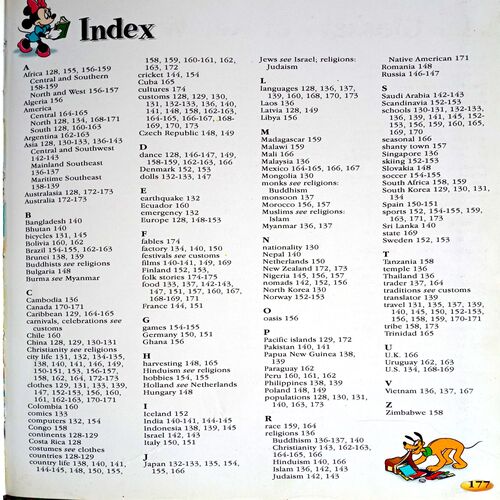 Index
A
Africa 128, 155, 156-159
Central and Southern
158-159
North and West 156-157
Algeria 156
America
Central 164-165
North 128, 134, 168-171
South 128, 160-163
Argentina 162-163
Asia 128, 130-133, 136-143
Central and Southwest
142-143
Mainland Southeast
136-137
Maritime Southeast
138-139
Australasia 128, 172-173
Australia 172-173
B
Bangladesh 140
Bhutan 140
bicycles 131, 145
Bolivia 160, 162
Brazil 154-155, 162-163
Brunei 138, 139
Buddhists see religions
Bulgaria 148
Burma see Myanmar
C
Cambodia 136
Canada 170-171
Caribbean 129, 164-165
carnivals, celebrations see
customs
Chile 160
China 128, 129, 130-131
Christianity see religions
city life 131, 132, 134-135,
138, 140, 141, 146, 149,
150-151, 153, 156-157,
158, 162, 164, 172-173
clothes 129, 131, 133, 139,
147, 152-153, 156, 160,
161, 162-163, 170-171
Colombia 160
comics 133
computers 132, 154
Congo 158
continents 128-129
Costa Rica 128
costumes see clothes
countries 128-129
country life 138, 140, 141,
144-145, 148, 150, 155,
158, 159, 160-161, 162,
163, 172
cricket 144, 154
Cuba 165
cultures 174
customs 128, 129, 130,
131, 132-133, 136, 140,
141, 148, 158, 162-163,
164-165, 166-167, 168-
169, 170, 173
Czech Republic 148, 149
D
dance 128, 146-147, 149,
158-159, 162-163, 166
Denmark 152, 153
dolls 132-133, 147
E
earthquake 132
Ecuador 160
emergency 132
Europe 128, 148-153
F
fables 174
factory 134, 140, 150
festivals see customs
films 140-141, 149, 169
Finland 152, 153
folk stories 174-175
food 133, 137, 142-143,
147, 151, 157, 160, 167,
168-169, 171
France 144, 151
G
games 154-155
Germany 150, 151
Ghana 156
H
harvesting 148, 165
Hinduism see religions
hobbies 154, 155
Holland see Netherlands
Hungary 148
I
Iceland 152
India 140-141, 144-145
Indonesia 138, 139, 145
Israel 142, 143
Italy 150, 151
J
Japan 132-133, 135, 154,
155, 166
Jews see Israel; religions:
Judaism
L
languages 128, 136, 137,
139, 160, 168, 170, 173
Laos 136
Latvia 128, 149
Libya 156
M
Madagascar 159
Malawi 159
Mali 166
Malaysia 136
Mexico 164-165, 166, 167
Mongolia 130
monks see religions:
Buddhism
monsoon 137
Morocco 156, 157
Muslims see religions:
Islam
Myanmar 136, 137
N
nationality 130
Nepal 140
Netherlands 150
New Zealand 172, 173
Nigeria 145, 156, 157
nomads 142, 152, 156
North Korea 130
Norway 152-153
O
oasis 156
P
Pacific islands 129, 172
Pakistan 140, 141
Papua New Guinea 138,
139
Paraguay 162
Peru 160, 161, 162
Philippines 138, 139
Poland 148, 149
populations 128, 130, 131,
140, 163, 173
R
race 159, 164
religions 136
Buddhism 136-137, 140
Christianity 143, 162-163,
164-165, 166
Hinduism 140, 166
Islam 136, 142, 143
Judaism 142, 143
Native American 171
Romania 148
Russia 146-147
S
Saudi Arabia 142-143
Scandinavia 152-153
schools 130-131, 132-133,
136, 139, 141, 145, 152-
153, 156, 159, 160, 165,
169, 170
seasonal 166
shanty town 157
Singapore 136
skiing 152-153
Slovakia 148
soccer 154-155
South Africa 158, 159
South Korea 129, 130, 131,
134
Spain 150-151
sports 152, 154-155, 159,
163, 171, 173
Sri Lanka 140
state 169
Sweden 152, 153
T
Tanzania 158
temple 136
Thailand 136
trader 137, 164
traditions see customs
translator 139
travel 131, 135, 137, 139,
140, 145, 150, 152-153,
156, 158, 159, 170-171
tribe 158, 173
Trinidad 165
U
U.K. 166
Uruguay 162, 163
U.S. 134, 168-169
V
Vietnam 136, 137, 167
Z
Zimbabwe 158
177